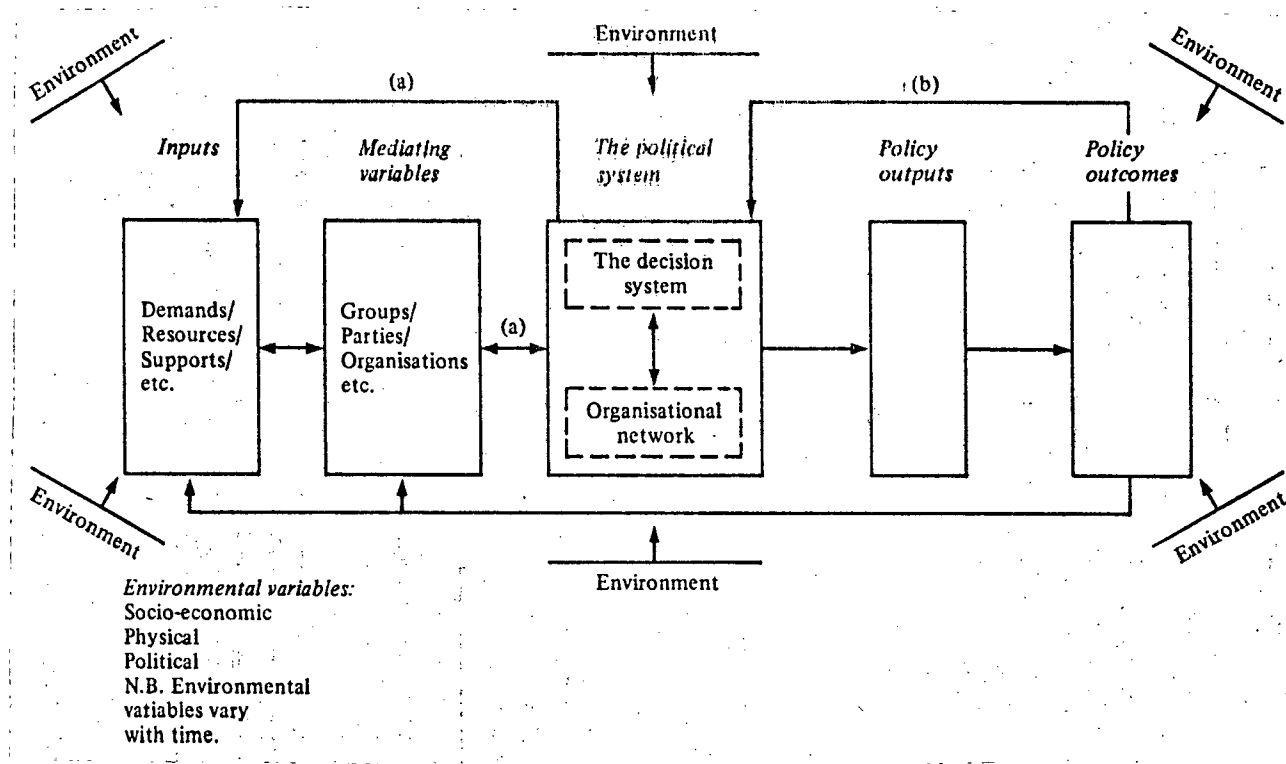 Environment
Environment
Environment
(a)
(b)
Inputs
Mediating
variables
The political
system
Policy
outputs
Policy
outcomes
Demands/
Resources/
Supports/
etc.
Groups/
Parties/
Organisations
etc.
(a)
The decision
system
Organisational
network
Environment
Environment
Environment
Environmental variables:
Socio-economic
Physical
Political
N.B. Environmental
vatiables vary
with time.